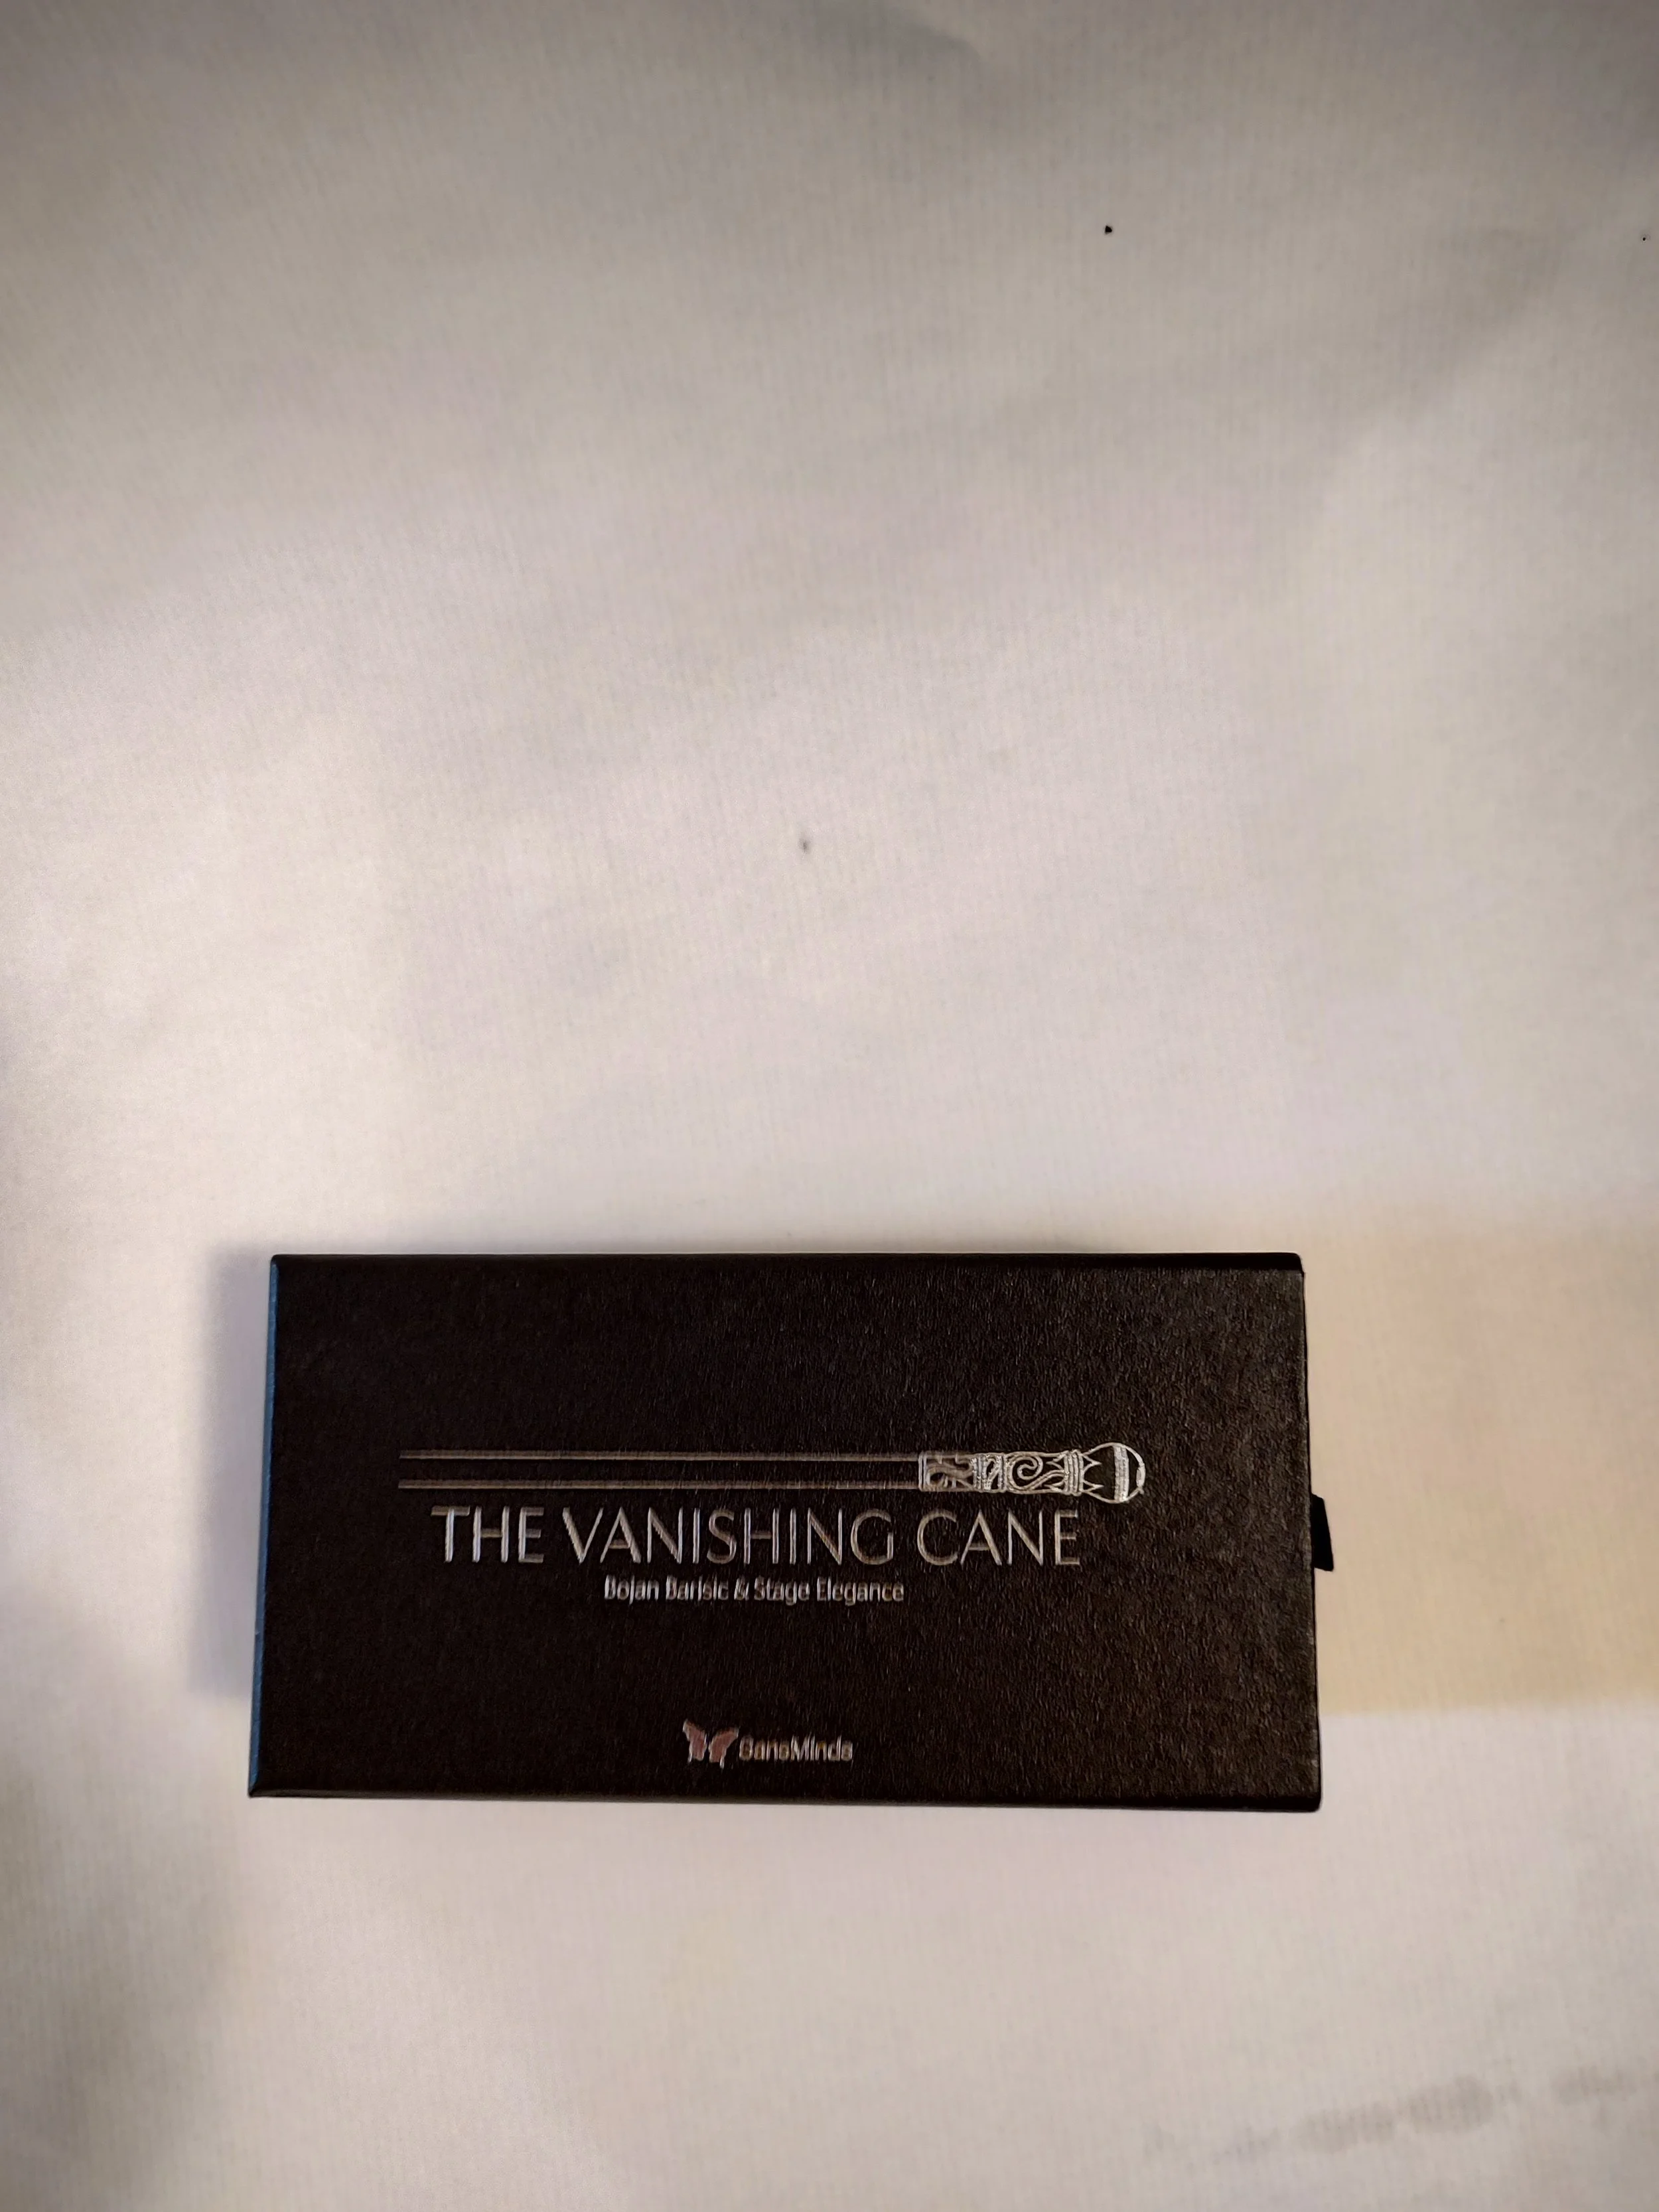 THE VANISHING CANE
Bojan Barisic & Stage Elegance
SansMinds